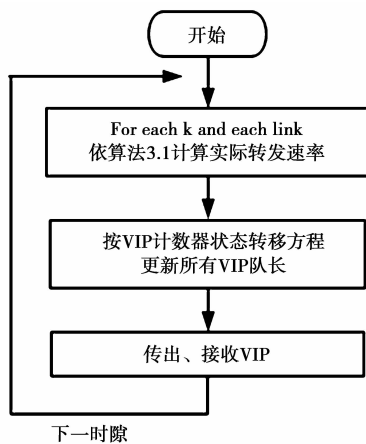 开始
For each k and each link
依算法3.1计算实际转发速率
按VIP计数器状态转移方程
更新所有VIP队长
传出、接收VIP
下一时隙